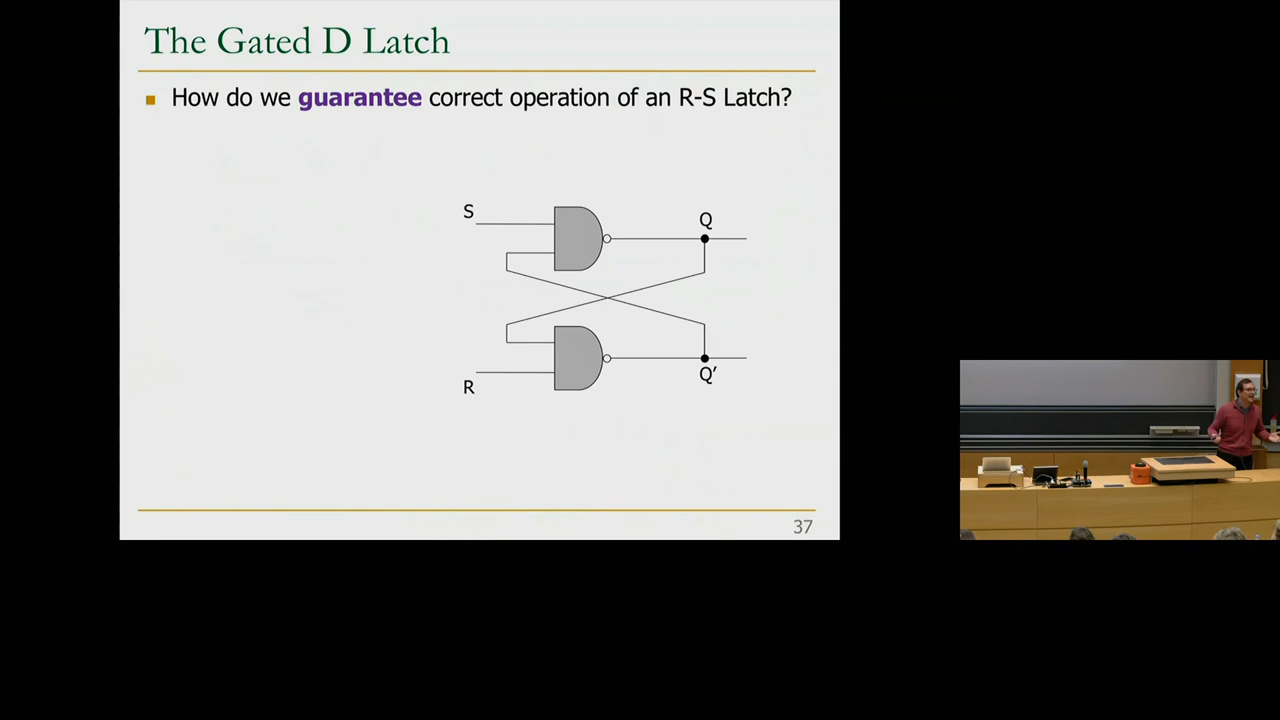 The Gated D Latch
How do we guarantee correct operation of an R-S Latch?
S
Q
R
Q’
37